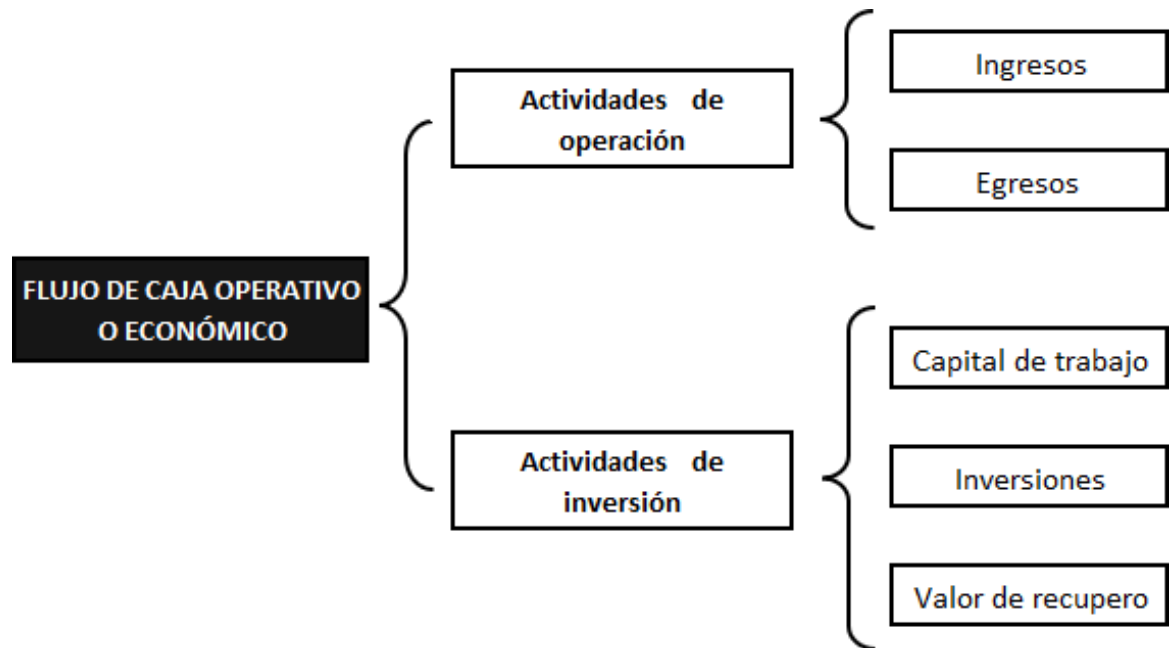 FLUJO DE CAJA OPERATIVO
O ECONÓMICO
Actividades de
operación
Ingresos
Egresos
Actividades de
inversión
Capital de trabajo
Inversiones
Valor de recupero